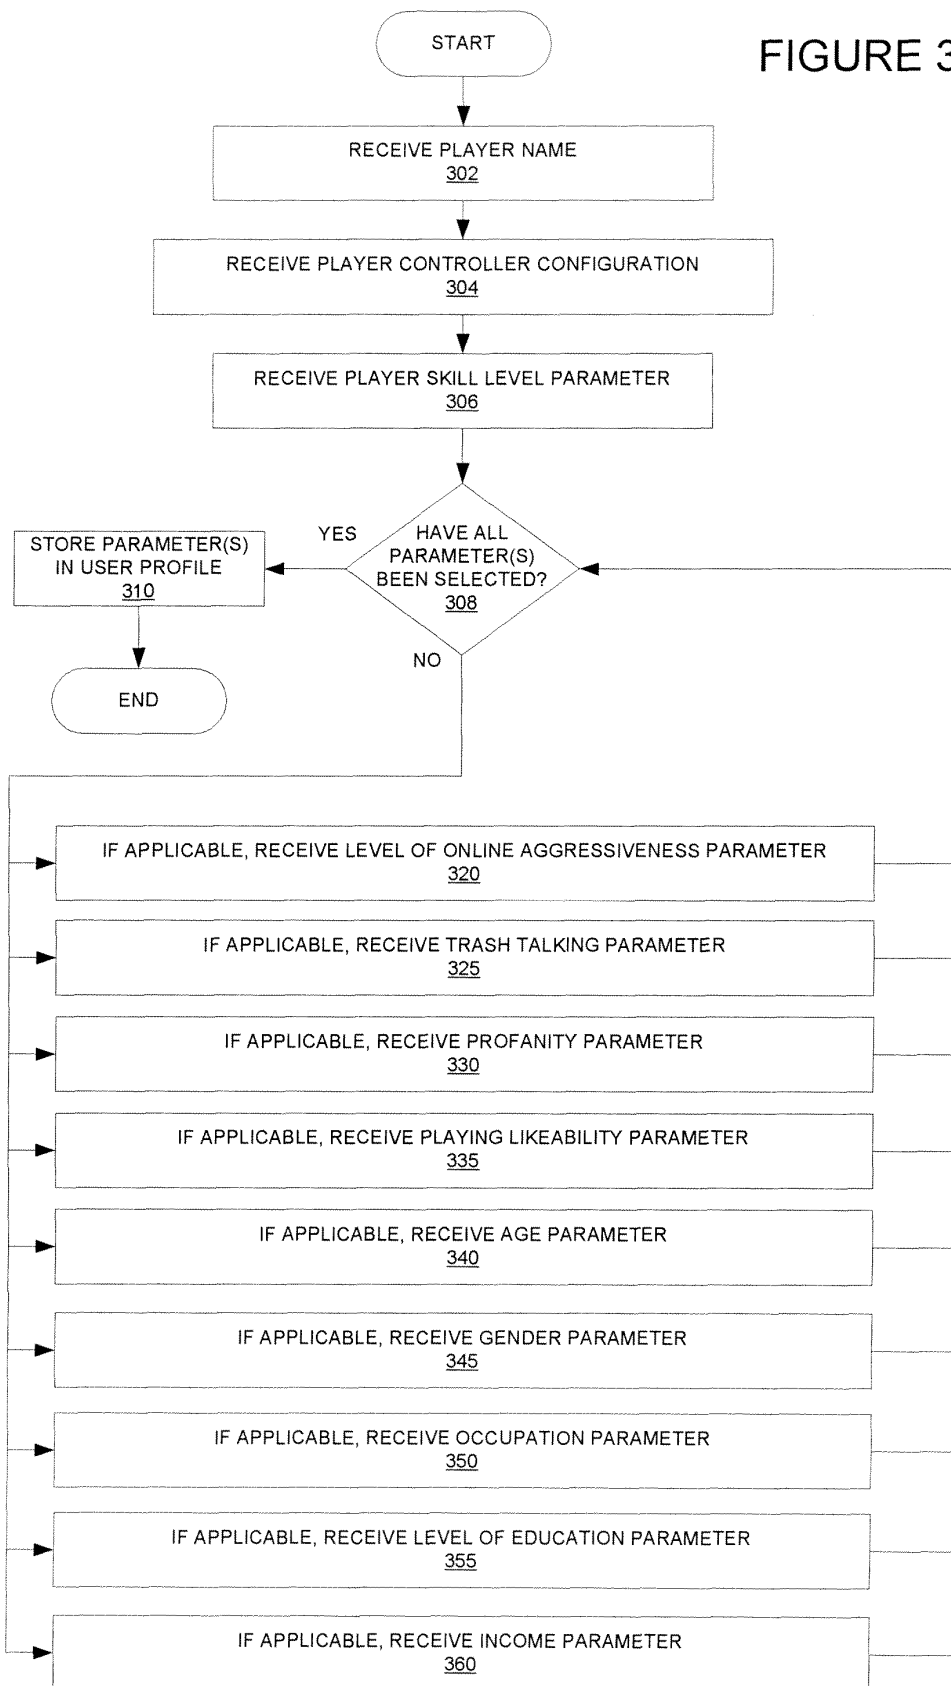 START
FIGURE 3
RECEIVE PLAYER NAME
302
RECEIVE PLAYER CONTROLLER CONFIGURATION
304
RECEIVE PLAYER SKILL LEVEL PARAMETER
306
HAVE ALL
PARAMETER(S)
BEEN SELECTED?
308
YES
STORE PARAMETER(S)
IN USER PROFILE
310
NO
END
IF APPLICABLE, RECEIVE LEVEL OF ONLINE AGGRESSIVENESS PARAMETER
320
IF APPLICABLE, RECEIVE TRASH TALKING PARAMETER
325
IF APPLICABLE, RECEIVE PROFANITY PARAMETER
330
IF APPLICABLE, RECEIVE PLAYING LIKEABILITY PARAMETER
335
IF APPLICABLE, RECEIVE AGE PARAMETER
340
IF APPLICABLE, RECEIVE GENDER PARAMETER
345
IF APPLICABLE, RECEIVE OCCUPATION PARAMETER
350
IF APPLICABLE, RECEIVE LEVEL OF EDUCATION PARAMETER
355
IF APPLICABLE, RECEIVE INCOME PARAMETER
360